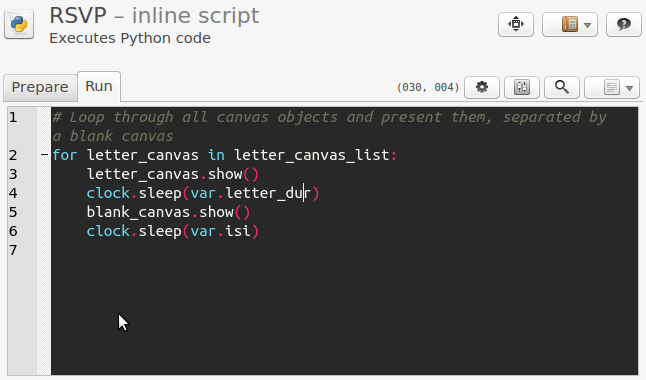 RSVP – inline script
Executes Python code
Prepare Run (030, 004)
1 # Loop through all canvas objects and present them, separated by
a blank canvas
2 for letter_canvas in letter_canvas_list:
3 letter_canvas.show()
4 clock.sleep(var.letter_dur)
5 blank_canvas.show()
6 clock.sleep(var.isi)
7